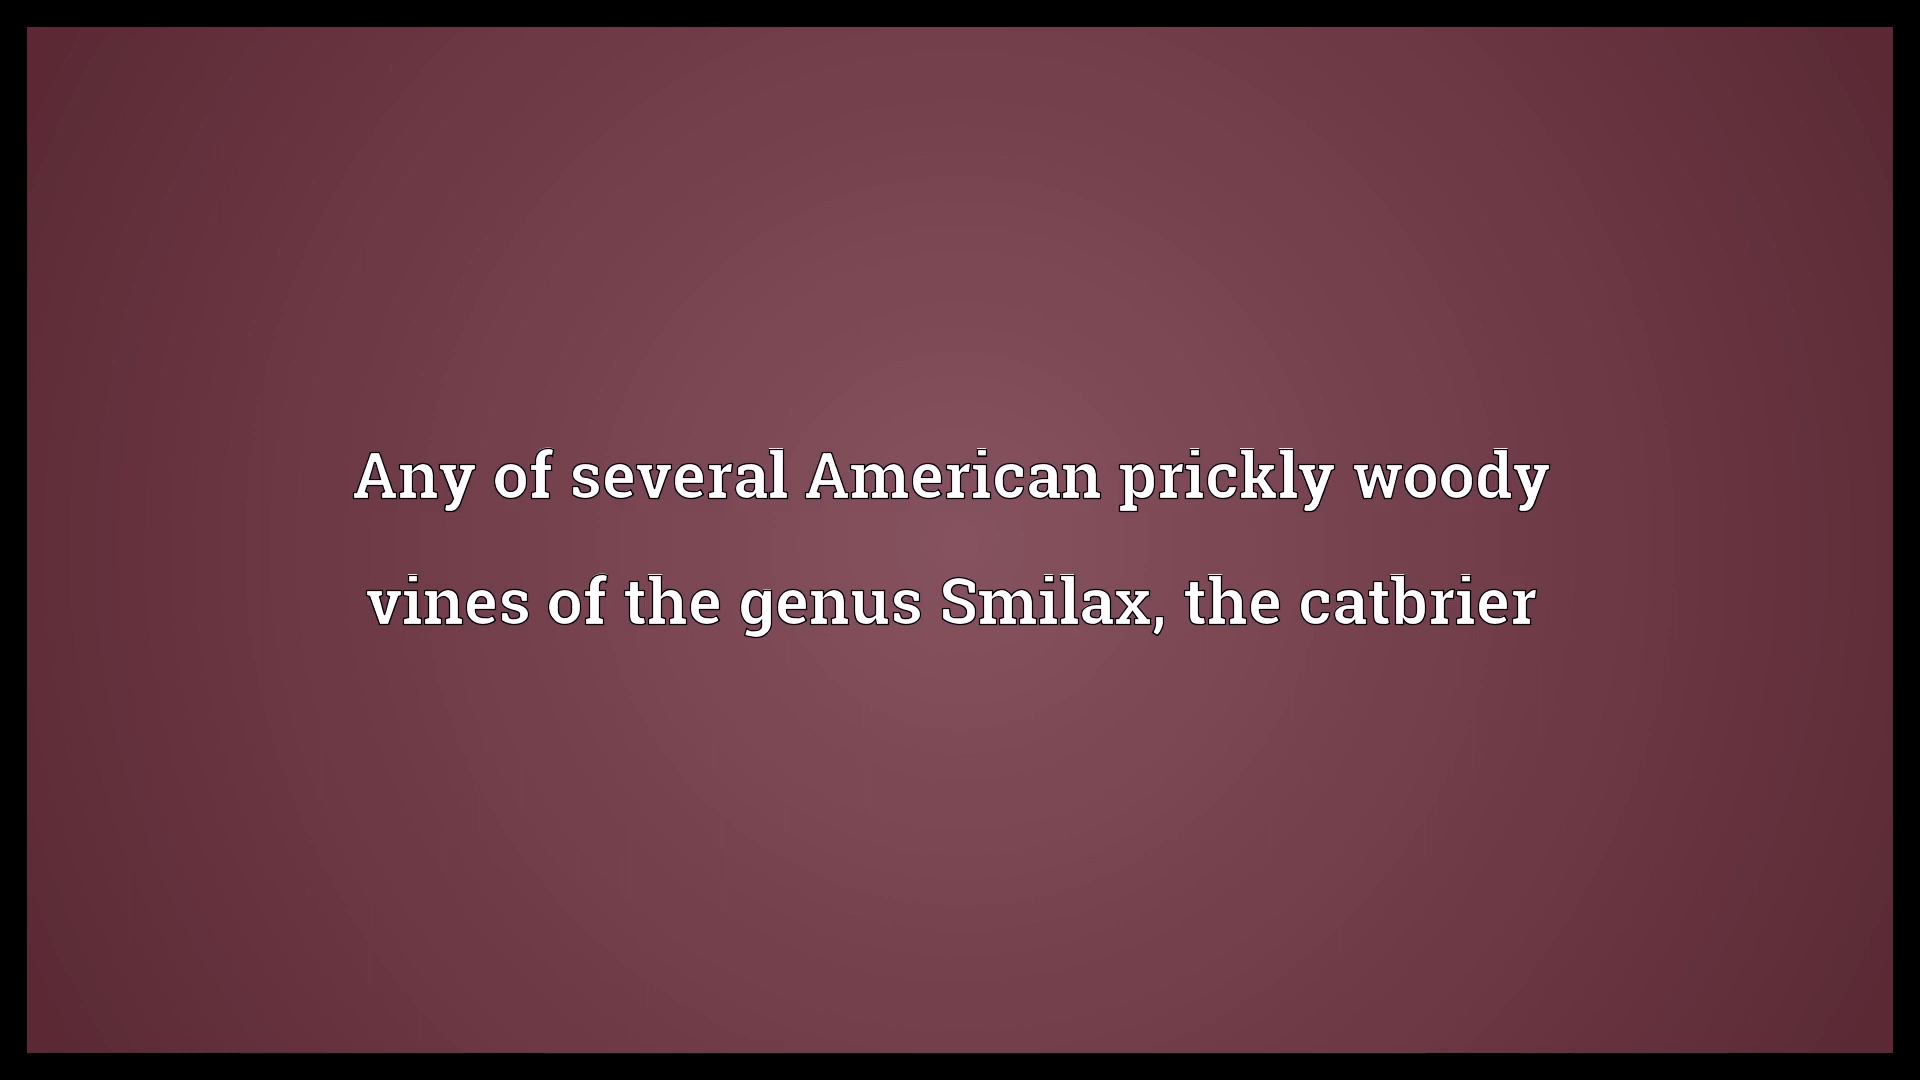 Any of several American prickly woody
vines of the genus Smilax, the catbrier